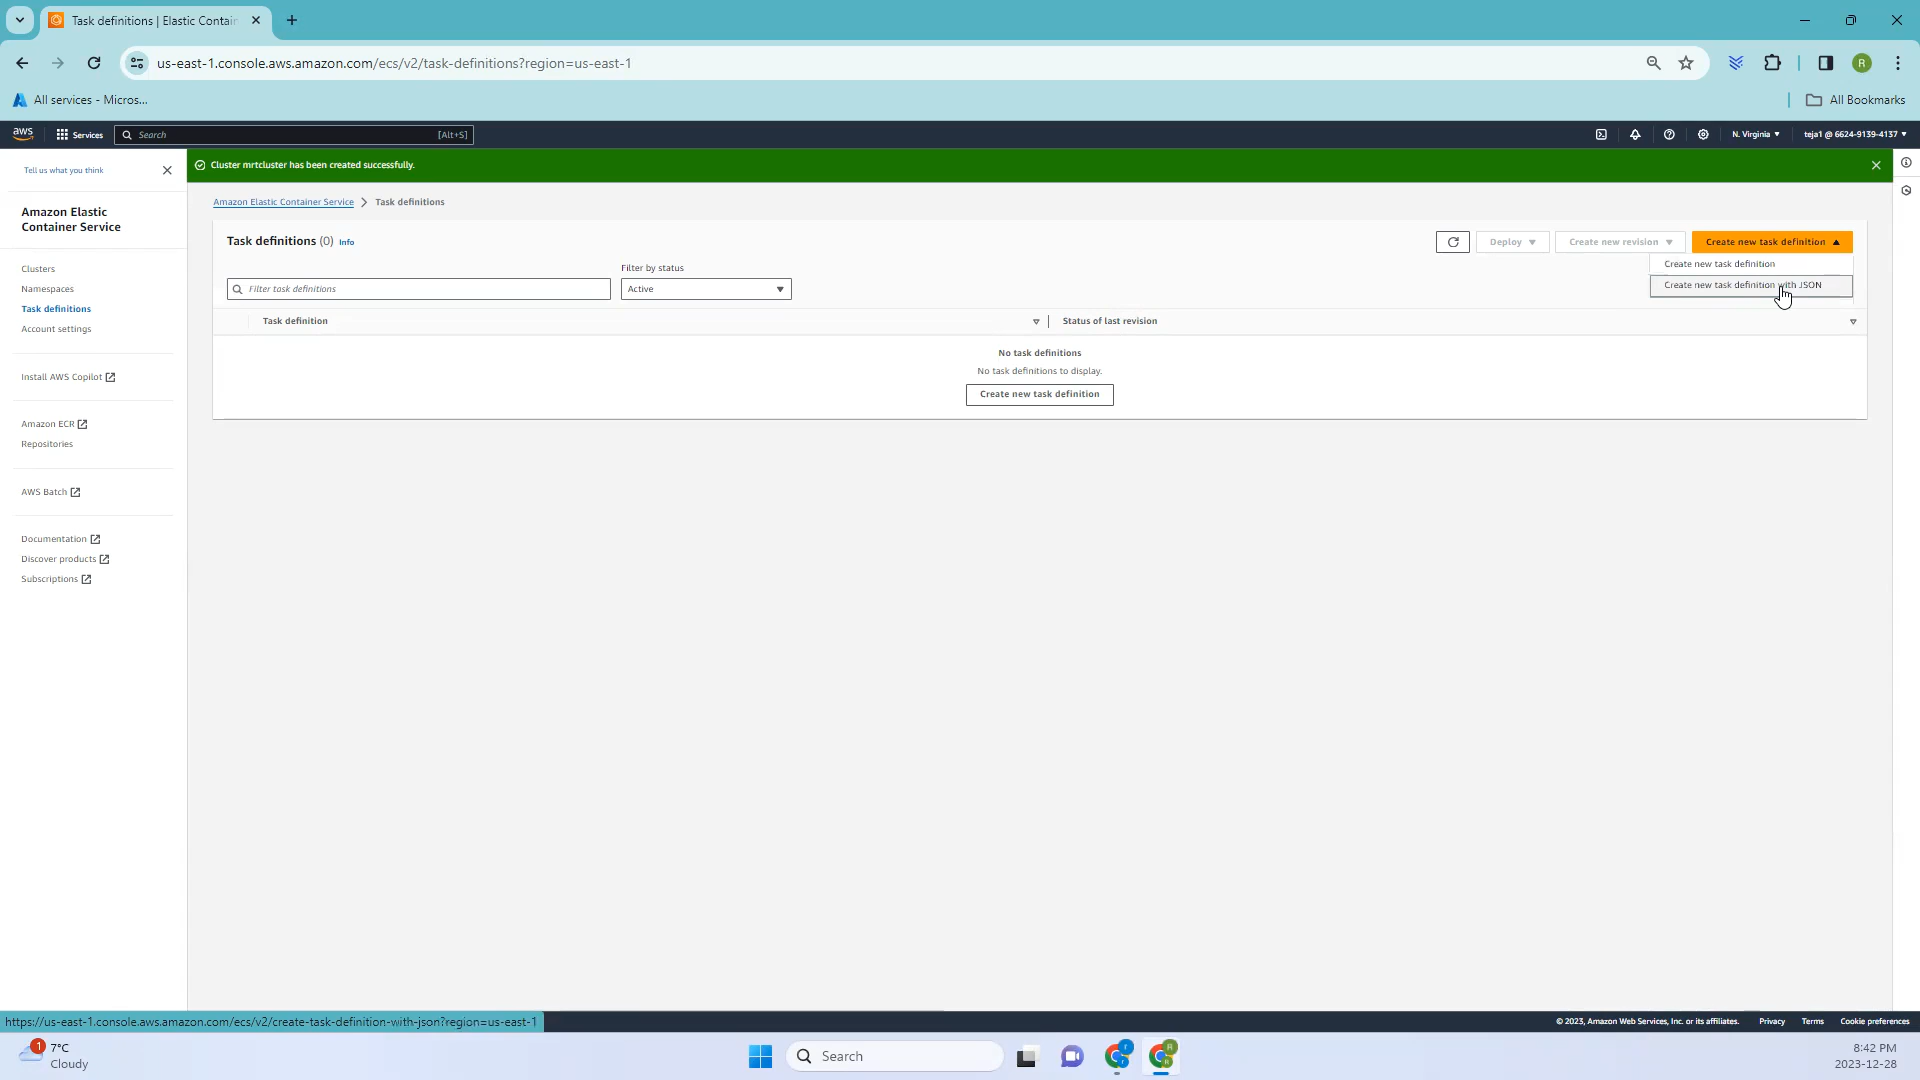 Task definitions | Elastic Contain
us-east-1.console.aws.amazon.com/ecs/v2/task-definitions?region=us-east-1
R
All services - Micros...
All Bookmarks
aws
Services
Search
[Alt+S]
N. Virginia
teja1 @ 6624-9139-4137
Tell us what you think
Cluster mrtcluster has been created successfully.
Amazon Elastic
Container Service
Amazon Elastic Container Service
Task definitions
Task definitions (0)
Info
Deploy
Create new revision
Create new task definition
Create new task definition
Create new task definition with JSON
Filter by status
Filter task definitions
Active
Clusters
Namespaces
Task definitions
Account settings
Task definition
Status of last revision
No task definitions
No task definitions to display.
Create new task definition
Install AWS Copilot
Amazon ECR
Repositories
AWS Batch
Documentation
Discover products
Subscriptions
https://us-east-1.console.aws.amazon.com/ecs/v2/create-task-definition-with-json?region=us-east-1
© 2023, Amazon Web Services, Inc. or its affiliates.
Privacy
Terms
Cookie preferences
1
7°C
Cloudy
Search
r
r
R
R
8:42 PM
2023-12-28